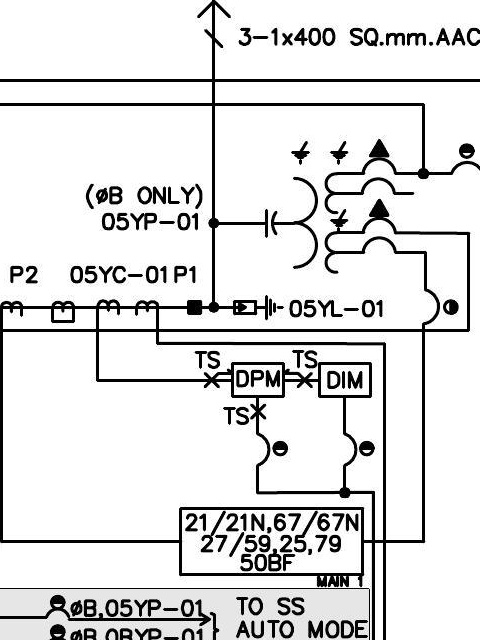 3-1x400 SQ.mm.AAC
(øB ONLY)
05YP-01
P2
05YC-01
P1
05YL-01
TS
TS
DPM
DIM
TS
21/21N,67/67N
27/59,25,79
50BF
MAIN 1
øB,05YP-01
TO SS
AUTO MODE
øB,0BYP-01